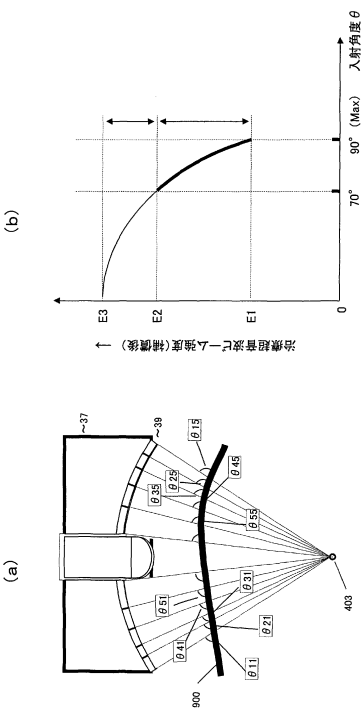 (a)
37
39
θ15
θ25
θ35
θ45
θ55
θ51
θ41
θ31
θ21
θ11
900
403
(b)
治療超音波ビーム強度(補償後) →
E3
E2
E1
0
70°
90° (Max)
入射角度θ